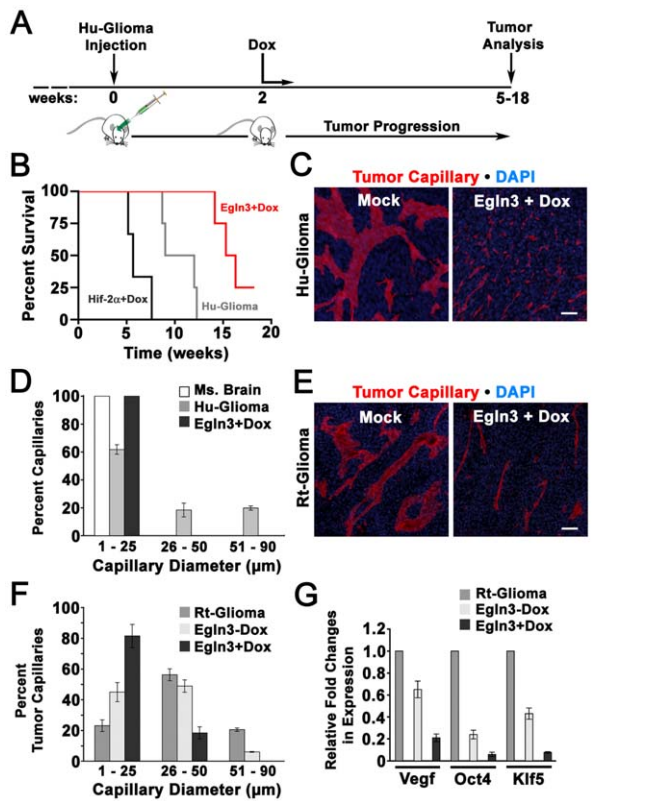 A
Hu-Glioma
Injection
Dox
Tumor
Analysis
weeks:
0
2
5-18
Tumor Progression
B
Percent Survival
100
75
50
25
0
Egln3+Dox
Hif-2α+Dox
Hu-Glioma
0 5 10 15 20
Time (weeks)
C
Tumor Capillary • DAPI
Hu-Glioma
Mock
Egln3 + Dox
D
Ms. Brain
Hu-Glioma
Egln3+Dox
Percent Capillaries
100
80
60
40
20
0
1 - 25 26 - 50 51 - 90
Capillary Diameter (µm)
E
Tumor Capillary • DAPI
Rt-Glioma
Mock
Egln3 + Dox
F
Rt-Glioma
Egln3-Dox
Egln3+Dox
Percent
Tumor Capillaries
100
80
60
40
20
0
1 - 25 26 - 50 51 - 90
Capillary Diameter (µm)
G
Rt-Glioma
Egln3-Dox
Egln3+Dox
Relative Fold Changes
in Expression
1.2
1.0
0.8
0.6
0.4
0.2
0
Vegf Oct4 Klf5